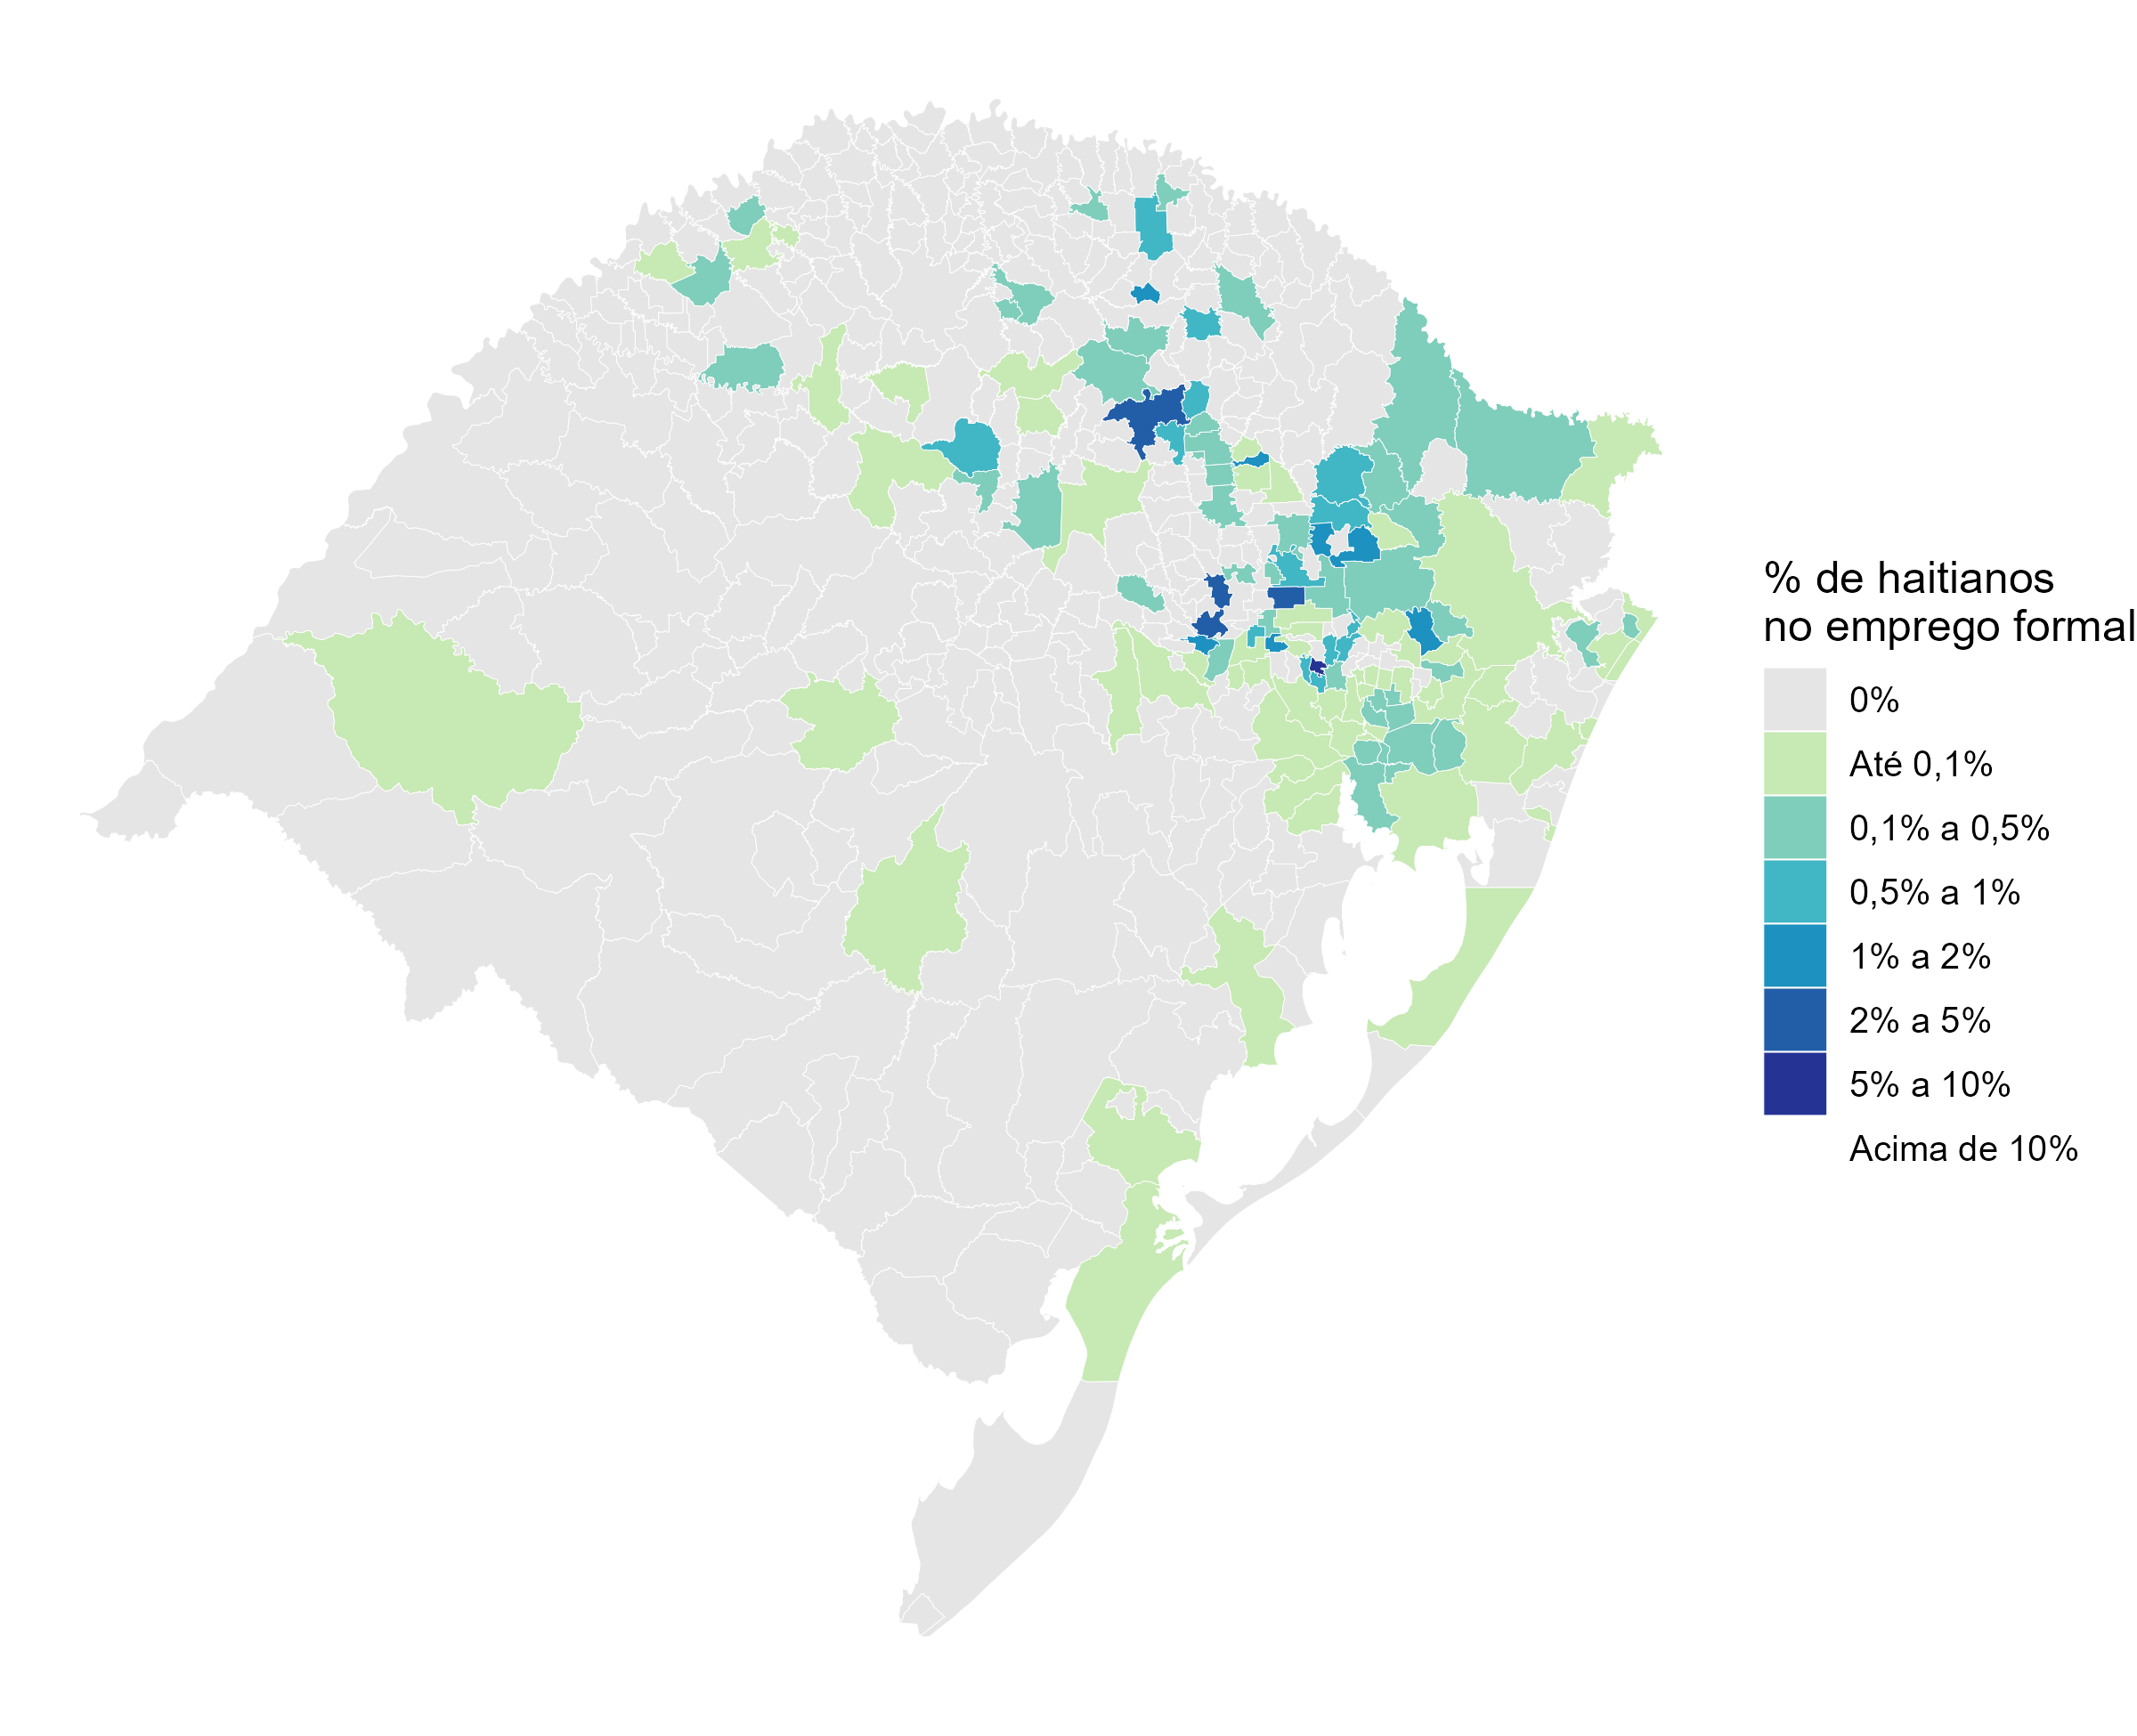 % de haitianos
no emprego formal
0%
Até 0,1%
0,1% a 0,5%
0,5% a 1%
1% a 2%
2% a 5%
5% a 10%
Acima de 10%